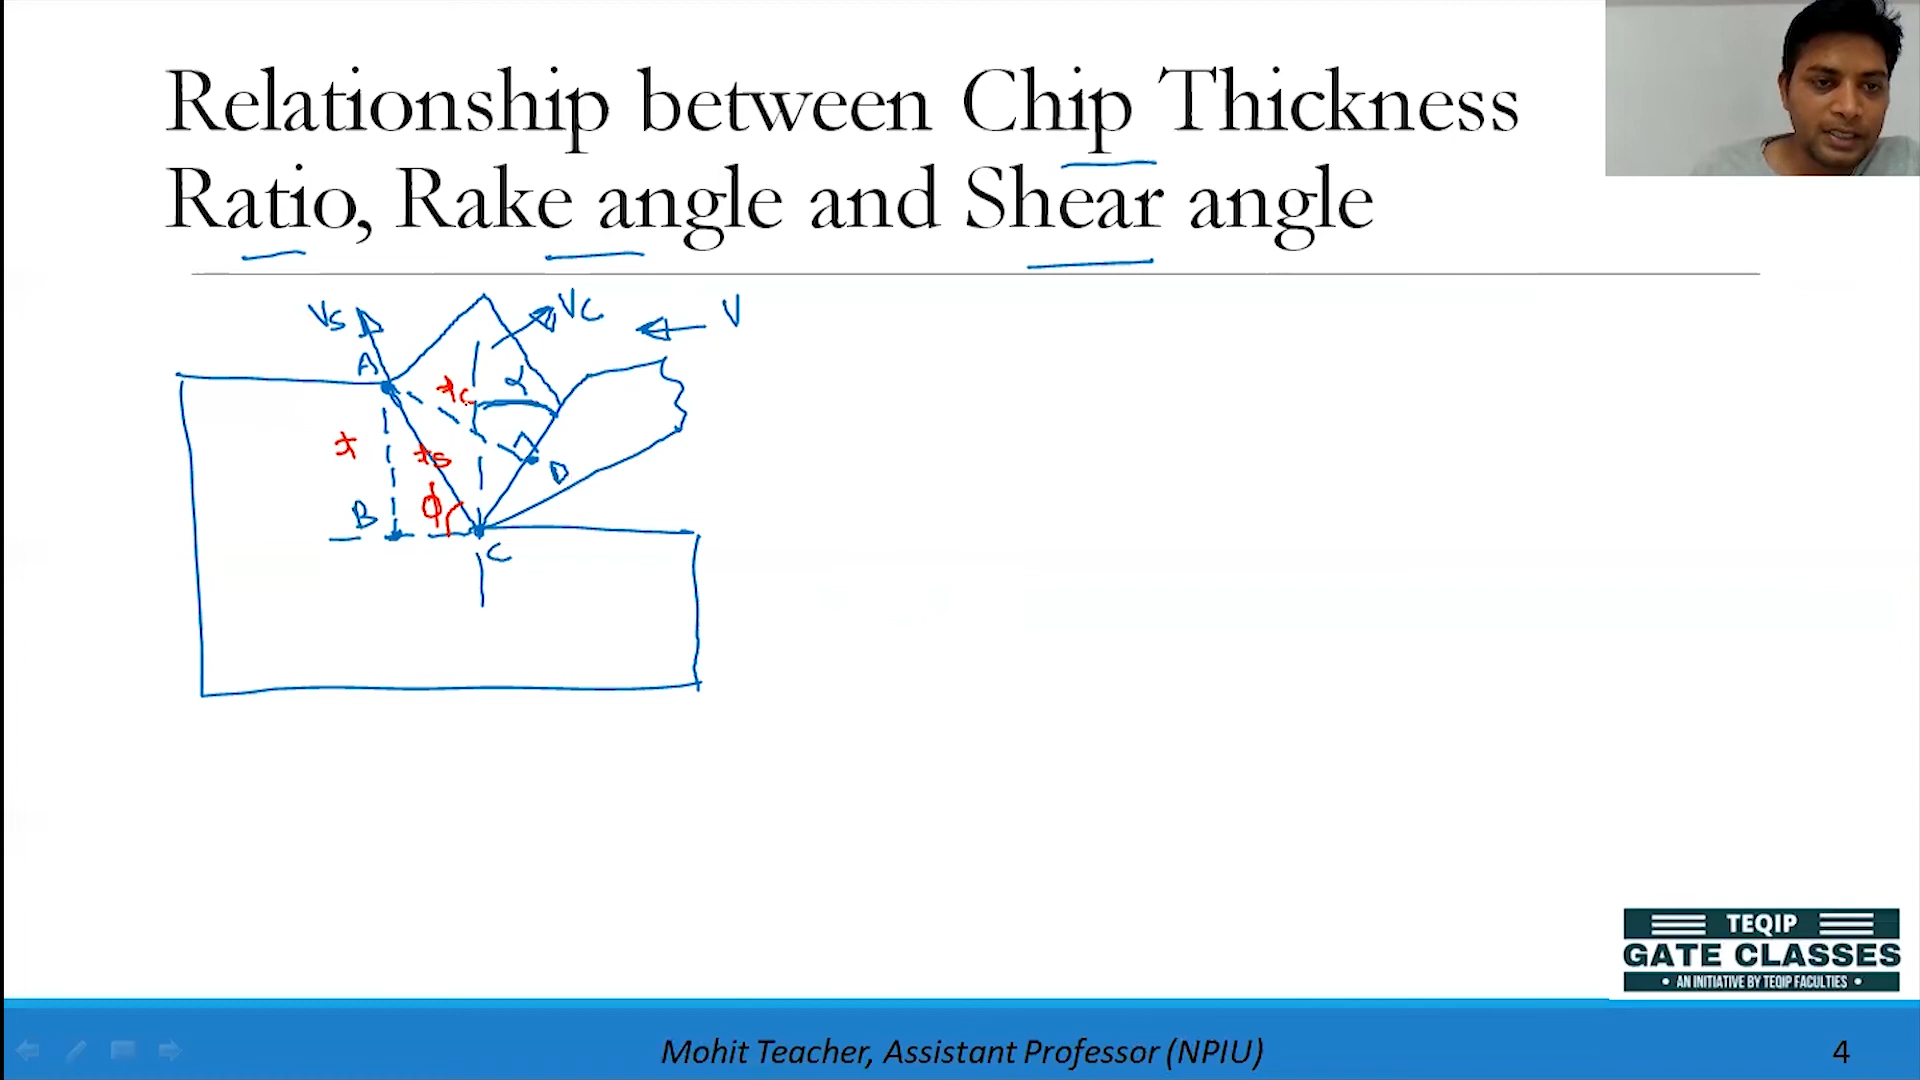 Relationship between Chip Thickness
Ratio, Rake angle and Shear angle
Vs
Vc
V
A
tc
α
t
ts
D
B
ϕ
C
TEQIP
GATE CLASSES
• AN INITIATIVE BY TEQIP FACULTIES •
Mohit Teacher, Assistant Professor (NPIU)
4